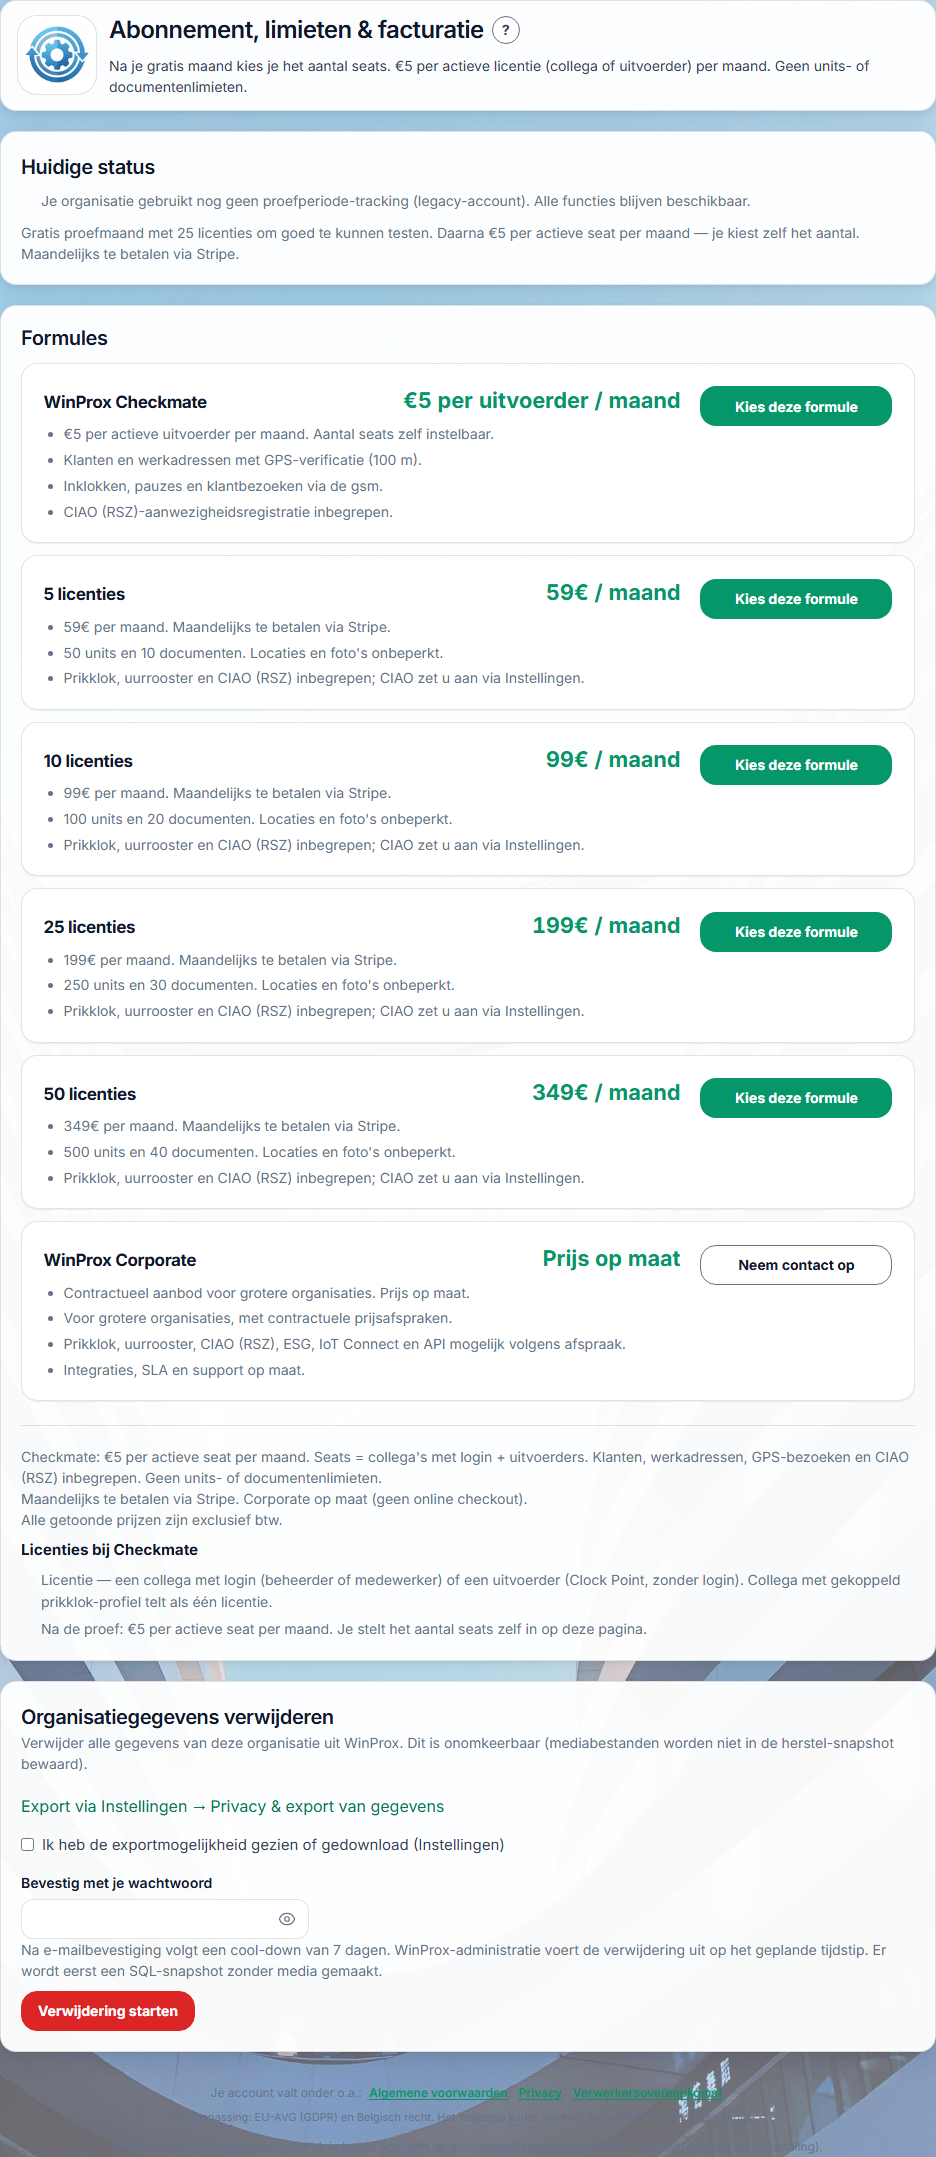 Abonnement, limieten & facturatie ?
Na je gratis maand kies je het aantal seats. €5 per actieve licentie (collega of uitvoerder) per maand. Geen units- of
documentenlimieten.
Huidige status
Je organisatie gebruikt nog geen proefperiode-tracking (legacy-account). Alle functies blijven beschikbaar.
Gratis proefmaand met 25 licenties om goed te kunnen testen. Daarna €5 per actieve seat per maand — je kiest zelf het aantal.
Maandelijks te betalen via Stripe.
Formules
WinProx Checkmate €5 per uitvoerder / maand Kies deze formule
• €5 per actieve uitvoerder per maand. Aantal seats zelf instelbaar.
• Klanten en werkadressen met GPS-verificatie (100 m).
• Inklokken, pauzes en klantbezoeken via de gsm.
• CIAO (RSZ)-aanwezigheidsregistratie inbegrepen.
5 licenties 59€ / maand Kies deze formule
• 59€ per maand. Maandelijks te betalen via Stripe.
• 50 units en 10 documenten. Locaties en foto's onbeperkt.
• Prikklok, uurrooster en CIAO (RSZ) inbegrepen; CIAO zet u aan via Instellingen.
10 licenties 99€ / maand Kies deze formule
• 99€ per maand. Maandelijks te betalen via Stripe.
• 100 units en 20 documenten. Locaties en foto's onbeperkt.
• Prikklok, uurrooster en CIAO (RSZ) inbegrepen; CIAO zet u aan via Instellingen.
25 licenties 199€ / maand Kies deze formule
• 199€ per maand. Maandelijks te betalen via Stripe.
• 250 units en 30 documenten. Locaties en foto's onbeperkt.
• Prikklok, uurrooster en CIAO (RSZ) inbegrepen; CIAO zet u aan via Instellingen.
50 licenties 349€ / maand Kies deze formule
• 349€ per maand. Maandelijks te betalen via Stripe.
• 500 units en 40 documenten. Locaties en foto's onbeperkt.
• Prikklok, uurrooster en CIAO (RSZ) inbegrepen; CIAO zet u aan via Instellingen.
WinProx Corporate Prijs op maat Neem contact op
• Contractueel aanbod voor grotere organisaties. Prijs op maat.
• Voor grotere organisaties, met contractuele prijsafspraken.
• Prikklok, uurrooster, CIAO (RSZ), ESG, IoT Connect en API mogelijk volgens afspraak.
• Integraties, SLA en support op maat.
Checkmate: €5 per actieve seat per maand. Seats = collega's met login + uitvoerders. Klanten, werkadressen, GPS-bezoeken en CIAO
(RSZ) inbegrepen. Geen units- of documentenlimieten.
Maandelijks te betalen via Stripe. Corporate op maat (geen online checkout).
Alle getoonde prijzen zijn exclusief btw.
Licenties bij Checkmate
Licentie — een collega met login (beheerder of medewerker) of een uitvoerder (Clock Point, zonder login). Collega met gekoppeld
prikklok-profiel telt als één licentie.
Na de proef: €5 per actieve seat per maand. Je stelt het aantal seats zelf in op deze pagina.
Organisatiegegevens verwijderen
Verwijder alle gegevens van deze organisatie uit WinProx. Dit is onomkeerbaar (mediabestanden worden niet in de herstel-snapshot
bewaard).
Export via Instellingen → Privacy & export van gegevens
Ik heb de exportmogelijkheid gezien of gedownload (Instellingen)
Bevestig met je wachtwoord
Na e-mailbevestiging volgt een cool-down van 7 dagen. WinProx-administratie voert de verwijdering uit op het geplande tijdstip. Er
wordt eerst een SQL-snapshot zonder media gemaakt.
Verwijdering starten
Je account valt onder o.a.: Algemene voorwaarden Privacy Verwerkersovereenkomst
EU-AVG (GDPR) en Belgisch recht.